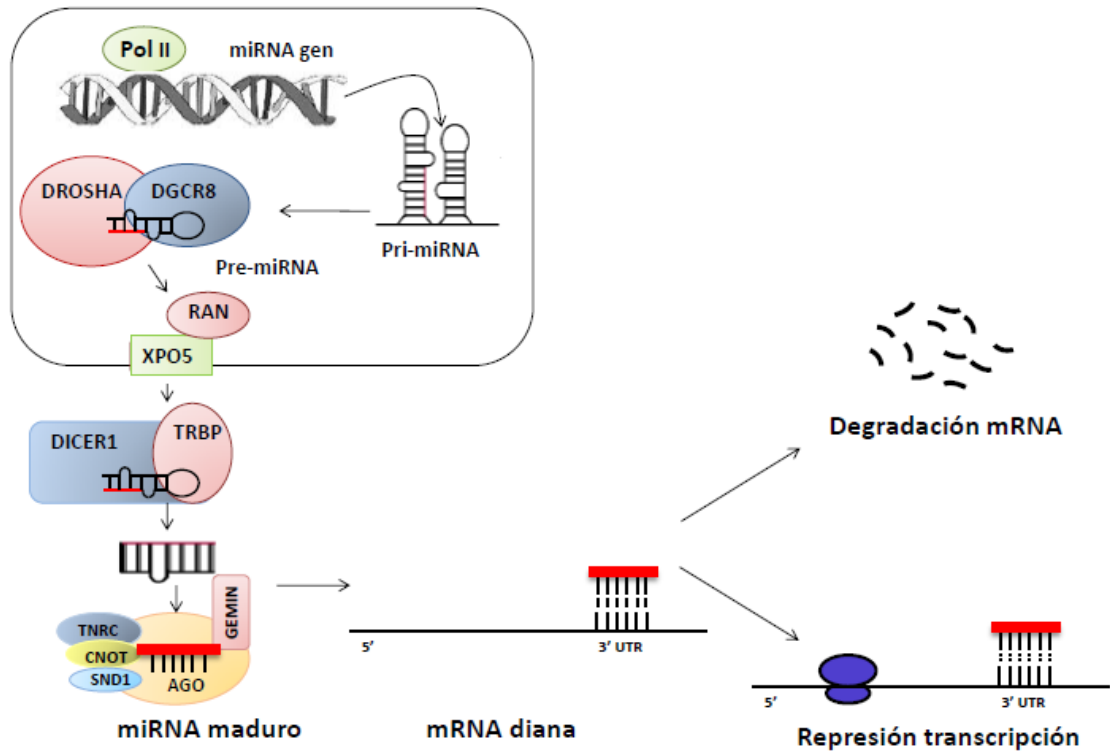 Pol II
miRNA gen
DROSHA
DGCR8
Pri-miRNA
Pre-miRNA
RAN
XPO5
DICER1
TRBP
GEMIN
TNRC
CNOT
SND1
AGO
miRNA maduro
5’
3’ UTR
mRNA diana
Degradación mRNA
5’
3’ UTR
Represión transcripción